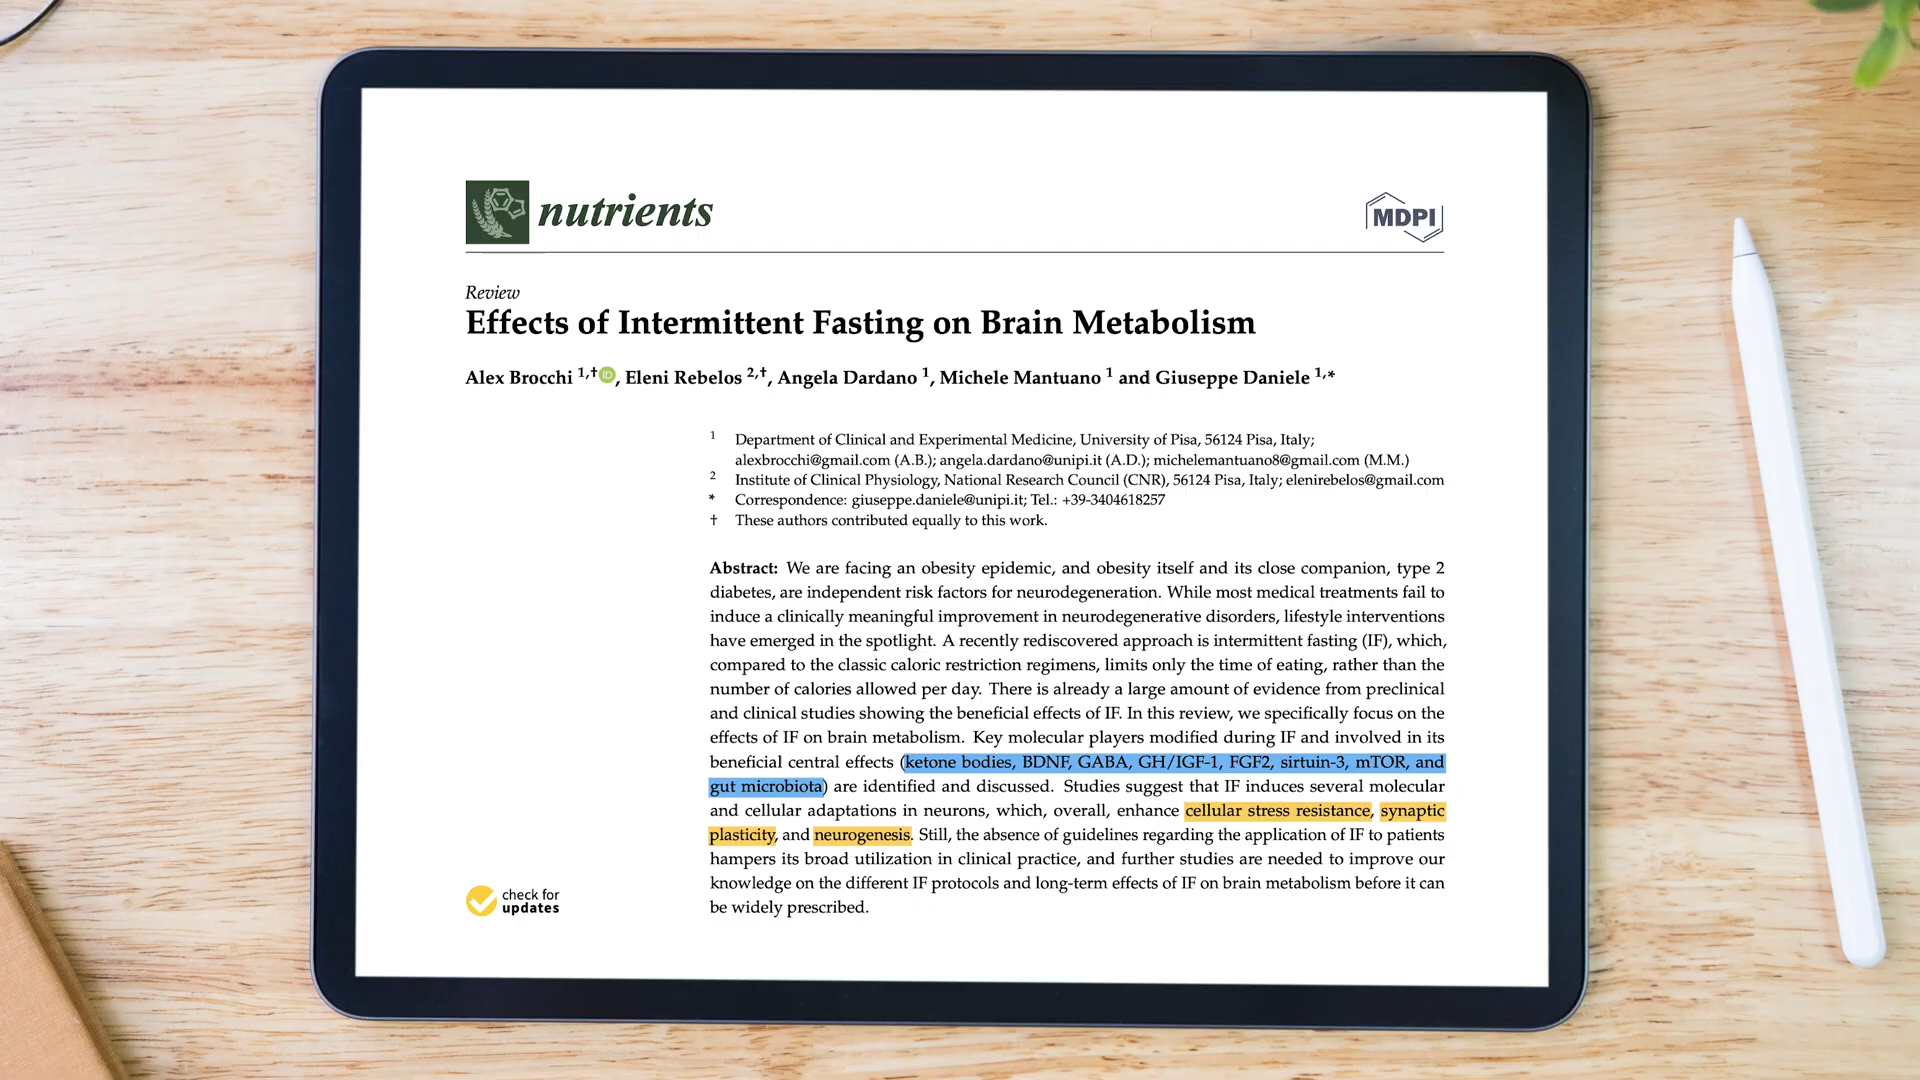 nutrients
MDPI
Review
Effects of Intermittent Fasting on Brain Metabolism
Alex Brocchi 1,† iD, Eleni Rebelos 2,†, Angela Dardano 1, Michele Mantuano 1 and Giuseppe Daniele 1,*
1 Department of Clinical and Experimental Medicine, University of Pisa, 56124 Pisa, Italy;
alexbrocchi@gmail.com (A.B.); angela.dardano@unipi.it (A.D.); michelemantuano8@gmail.com (M.M.)
2 Institute of Clinical Physiology, National Research Council (CNR), 56124 Pisa, Italy; elenirebelos@gmail.com
* Correspondence: giuseppe.daniele@unipi.it; Tel.: +39-3404618257
† These authors contributed equally to this work.
Abstract: We are facing an obesity epidemic, and obesity itself and its close companion, type 2
diabetes, are independent risk factors for neurodegeneration. While most medical treatments fail to
induce a clinically meaningful improvement in neurodegenerative disorders, lifestyle interventions
have emerged in the spotlight. A recently rediscovered approach is intermittent fasting (IF), which,
compared to the classic caloric restriction regimens, limits only the time of eating, rather than the
number of calories allowed per day. There is already a large amount of evidence from preclinical
and clinical studies showing the beneficial effects of IF. In this review, we specifically focus on the
effects of IF on brain metabolism. Key molecular players modified during IF and involved in its
beneficial central effects (ketone bodies, BDNF, GABA, GH/IGF-1, FGF2, sirtuin-3, mTOR, and
gut microbiota) are identified and discussed. Studies suggest that IF induces several molecular
and cellular adaptations in neurons, which, overall, enhance cellular stress resistance, synaptic
plasticity, and neurogenesis. Still, the absence of guidelines regarding the application of IF to patients
hampers its broad utilization in clinical practice, and further studies are needed to improve our
knowledge on the different IF protocols and long-term effects of IF on brain metabolism before it can
be widely prescribed.
check for
updates